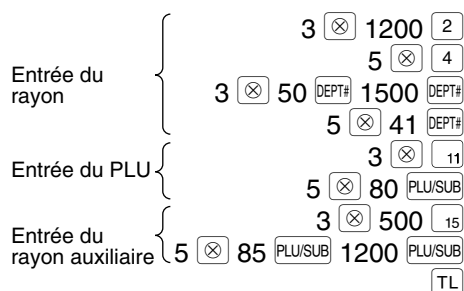 3 ⊗ 1200 2
5 ⊗ 4
Entrée du
rayon
3 ⊗ 50 DEPT# 1500 DEPT#
5 ⊗ 41 DEPT#
Entrée du PLU
3 ⊗ 11
5 ⊗ 80 PLU/SUB
Entrée du
rayon auxiliaire
3 ⊗ 500 15
5 ⊗ 85 PLU/SUB 1200 PLU/SUB
TL